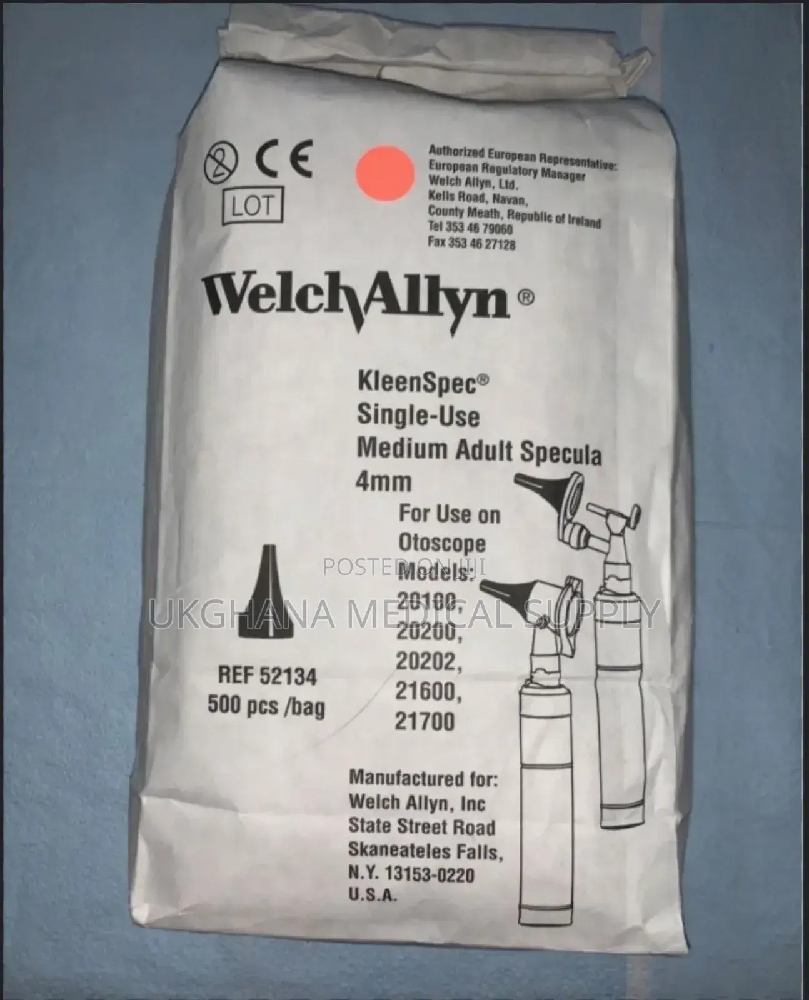 CE
Authorized European Representative:
European Regulatory Manager
Welch Allyn, Ltd.
Kells Road, Navan,
County Meath, Republic of Ireland
Tel 353 46 79060
Fax 353 46 27128
2
LOT
WelchAllyn®
KleenSpec®
Single-Use
Medium Adult Specula
4mm
For Use on
Otoscope
Models:
20100,
20200,
20202,
21600,
21700
POSTED ON JIJI
UKGHANA MEDICAL SUPPLY
REF 52134
500 pcs /bag
Manufactured for:
Welch Allyn, Inc
State Street Road
Skaneateles Falls,
N.Y. 13153-0220
U.S.A.